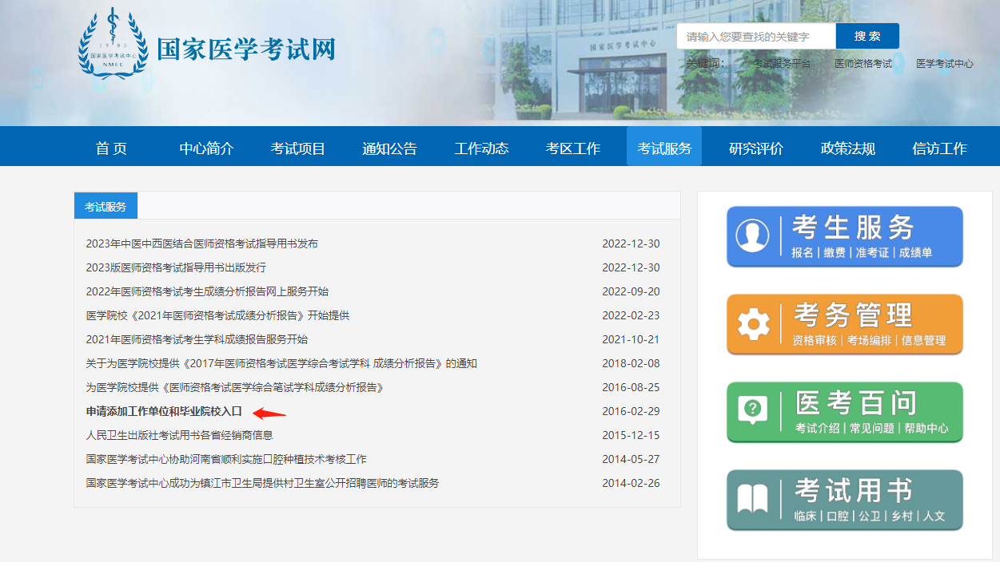 1985
国家医学考试中心
NMEC
国家医学考试网
国家医学考试中心
请输入您要查找的关键字
搜 索
关键词：
考试服务平台
医师资格考试
医学考试中心
首 页
中心简介
考试项目
通知公告
工作动态
考区工作
考试服务
研究评价
政策法规
信访工作
考试服务
2023年中医中西医结合医师资格考试指导用书发布 2022-12-30
2023版医师资格考试指导用书出版发行 2022-12-30
2022年医师资格考试考生成绩分析报告网上服务开始 2022-09-20
医学院校《2021年医师资格考试成绩分析报告》开始提供 2022-02-23
2021年医师资格考试考生学科成绩报告服务开始 2021-10-21
关于为医学院校提供《2017年医师资格考试医学综合考试学科 成绩分析报告》的通知 2018-02-08
为医学院校提供《医师资格考试医学综合笔试学科成绩分析报告》 2016-08-25
申请添加工作单位和毕业院校入口 2016-02-29
人民卫生出版社考试用书各省经销商信息 2015-12-15
国家医学考试中心协助河南省顺利实施口腔种植技术考核工作 2014-05-27
国家医学考试中心成功为镇江市卫生局提供村卫生室公开招聘医师的考试服务 2014-02-26
考生服务
报名 | 缴费 | 准考证 | 成绩单
考务管理
资格审核 | 考场编排 | 信息管理
医考百问
考试介绍 | 常见问题 | 帮助中心
考试用书
临床 | 口腔 | 公卫 | 乡村 | 人文